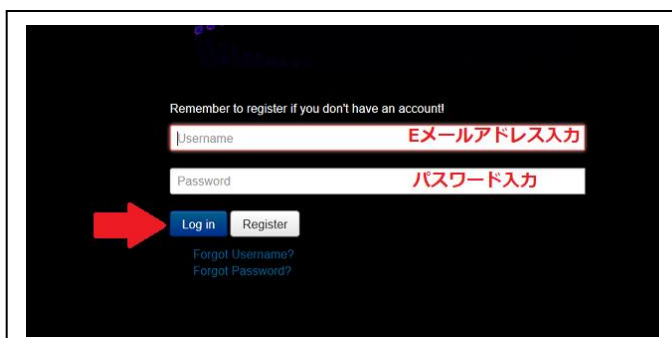 Remember to register if you don't have an account!
Username Eメールアドレス入力
Password パスワード入力
Log in Register
Forgot Username?
Forgot Password?